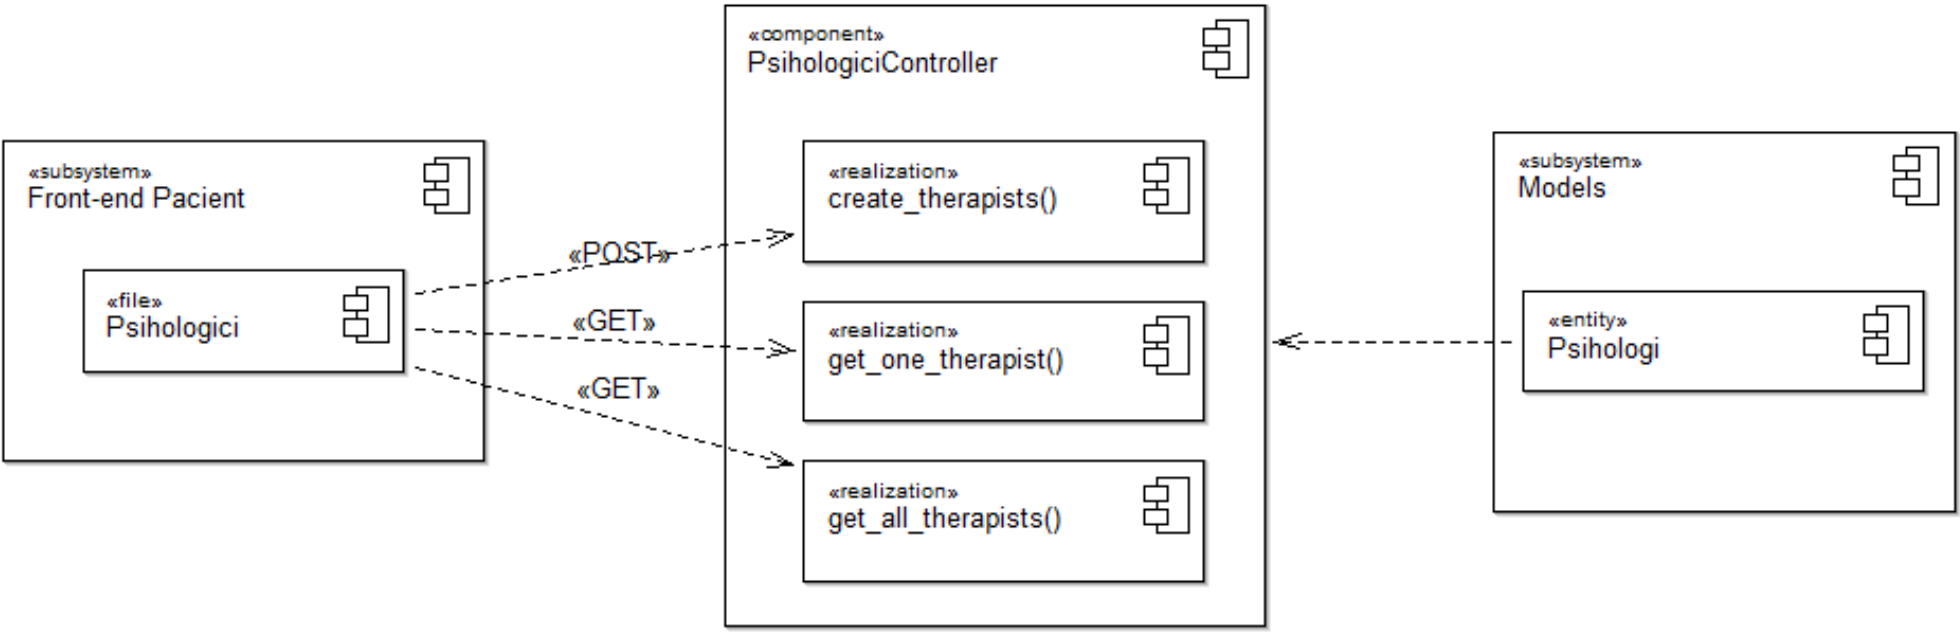 «subsystem»
Front-end Pacient
«file»
Psihologici
«POST»
«GET»
«GET»
«component»
PsihologiciController
«realization»
create_therapists()
«realization»
get_one_therapist()
«realization»
get_all_therapists()
«subsystem»
Models
«entity»
Psihologi